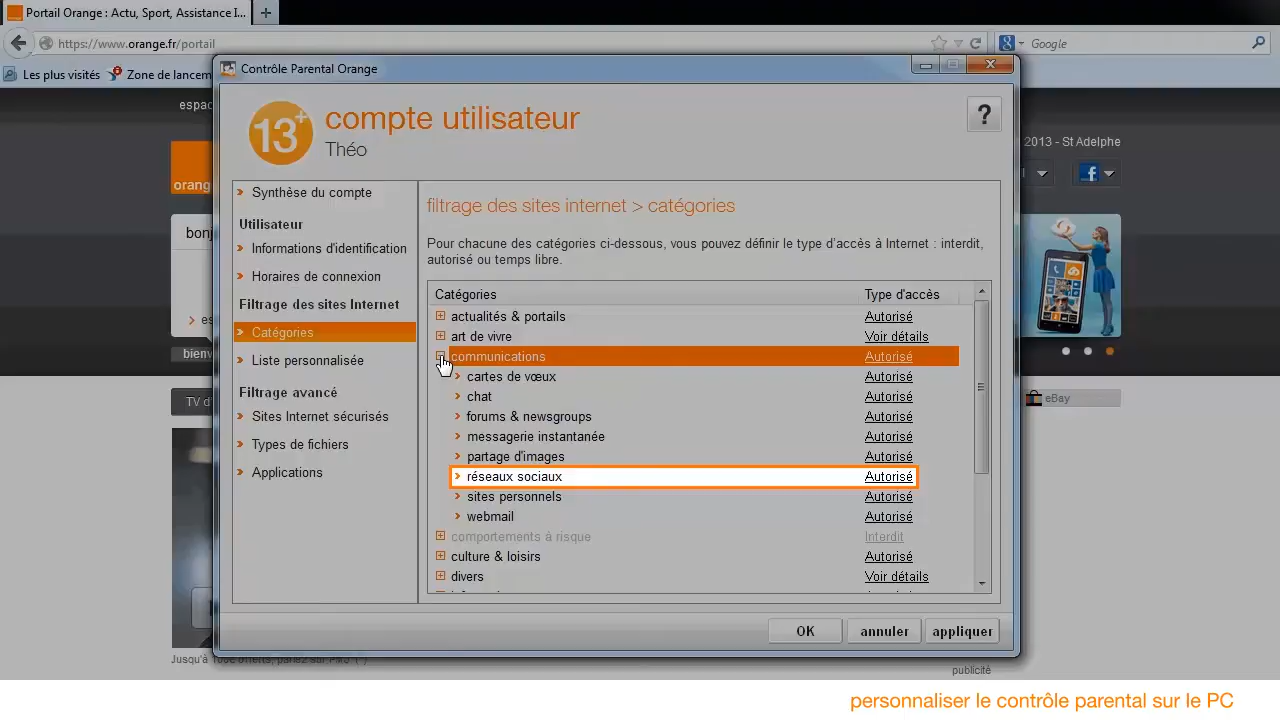 Portail Orange : Actu, Sport, Assistance I...
https://www.orange.fr/portail
Google
Les plus visités
Zone de lancem
Contrôle Parental Orange
espac
13+
compte utilisateur
Théo
?
2013 - St Adelphe
orange
bonj
Synthèse du compte
Utilisateur
Informations d'identification
Horaires de connexion
Filtrage des sites Internet
Catégories
Liste personnalisée
Filtrage avancé
Sites Internet sécurisés
Types de fichiers
Applications
filtrage des sites internet > catégories
Pour chacune des catégories ci-dessous, vous pouvez définir le type d'accès à Internet : interdit,
autorisé ou temps libre.
Catégories Type d'accès
actualités & portails Autorisé
art de vivre Voir détails
communications Autorisé
cartes de vœux Autorisé
chat Autorisé
forums & newsgroups Autorisé
messagerie instantanée Autorisé
partage d'images Autorisé
réseaux sociaux Autorisé
sites personnels Autorisé
webmail Autorisé
comportements à risque Interdit
culture & loisirs Autorisé
divers Voir détails
bienv
TV d'
eBay
OK annuler appliquer
publicité
personnaliser le contrôle parental sur le PC